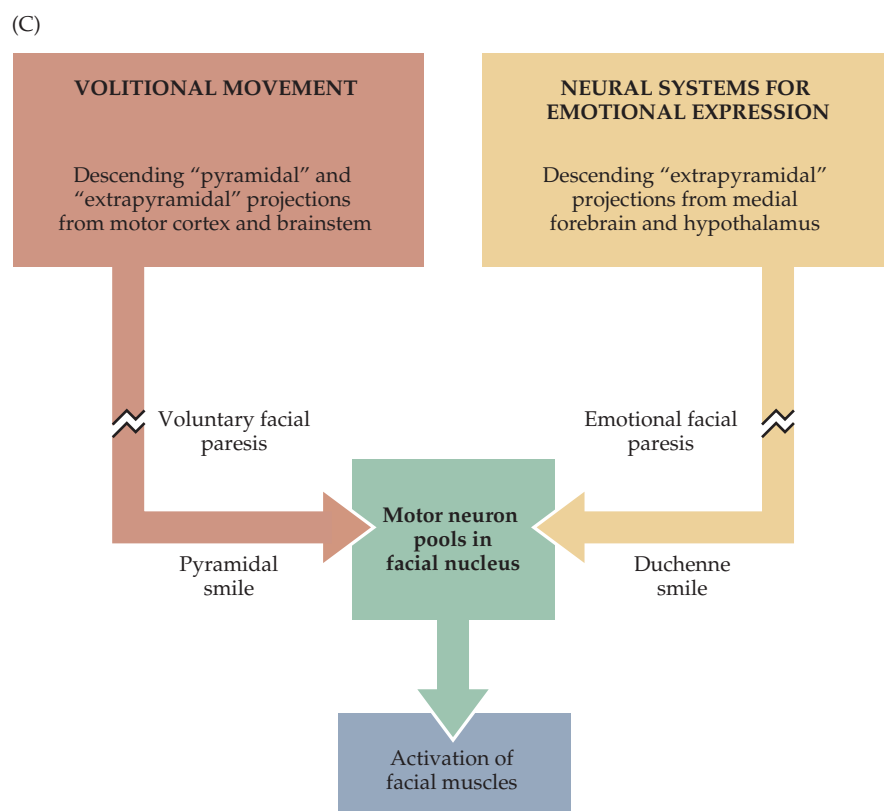 (C)
VOLITIONAL MOVEMENT
Descending “pyramidal” and
“extrapyramidal” projections
from motor cortex and brainstem
NEURAL SYSTEMS FOR
EMOTIONAL EXPRESSION
Descending “extrapyramidal”
projections from medial
forebrain and hypothalamus
Voluntary facial
paresis
Emotional facial
paresis
Motor neuron
pools in
facial nucleus
Pyramidal
smile
Duchenne
smile
Activation of
facial muscles